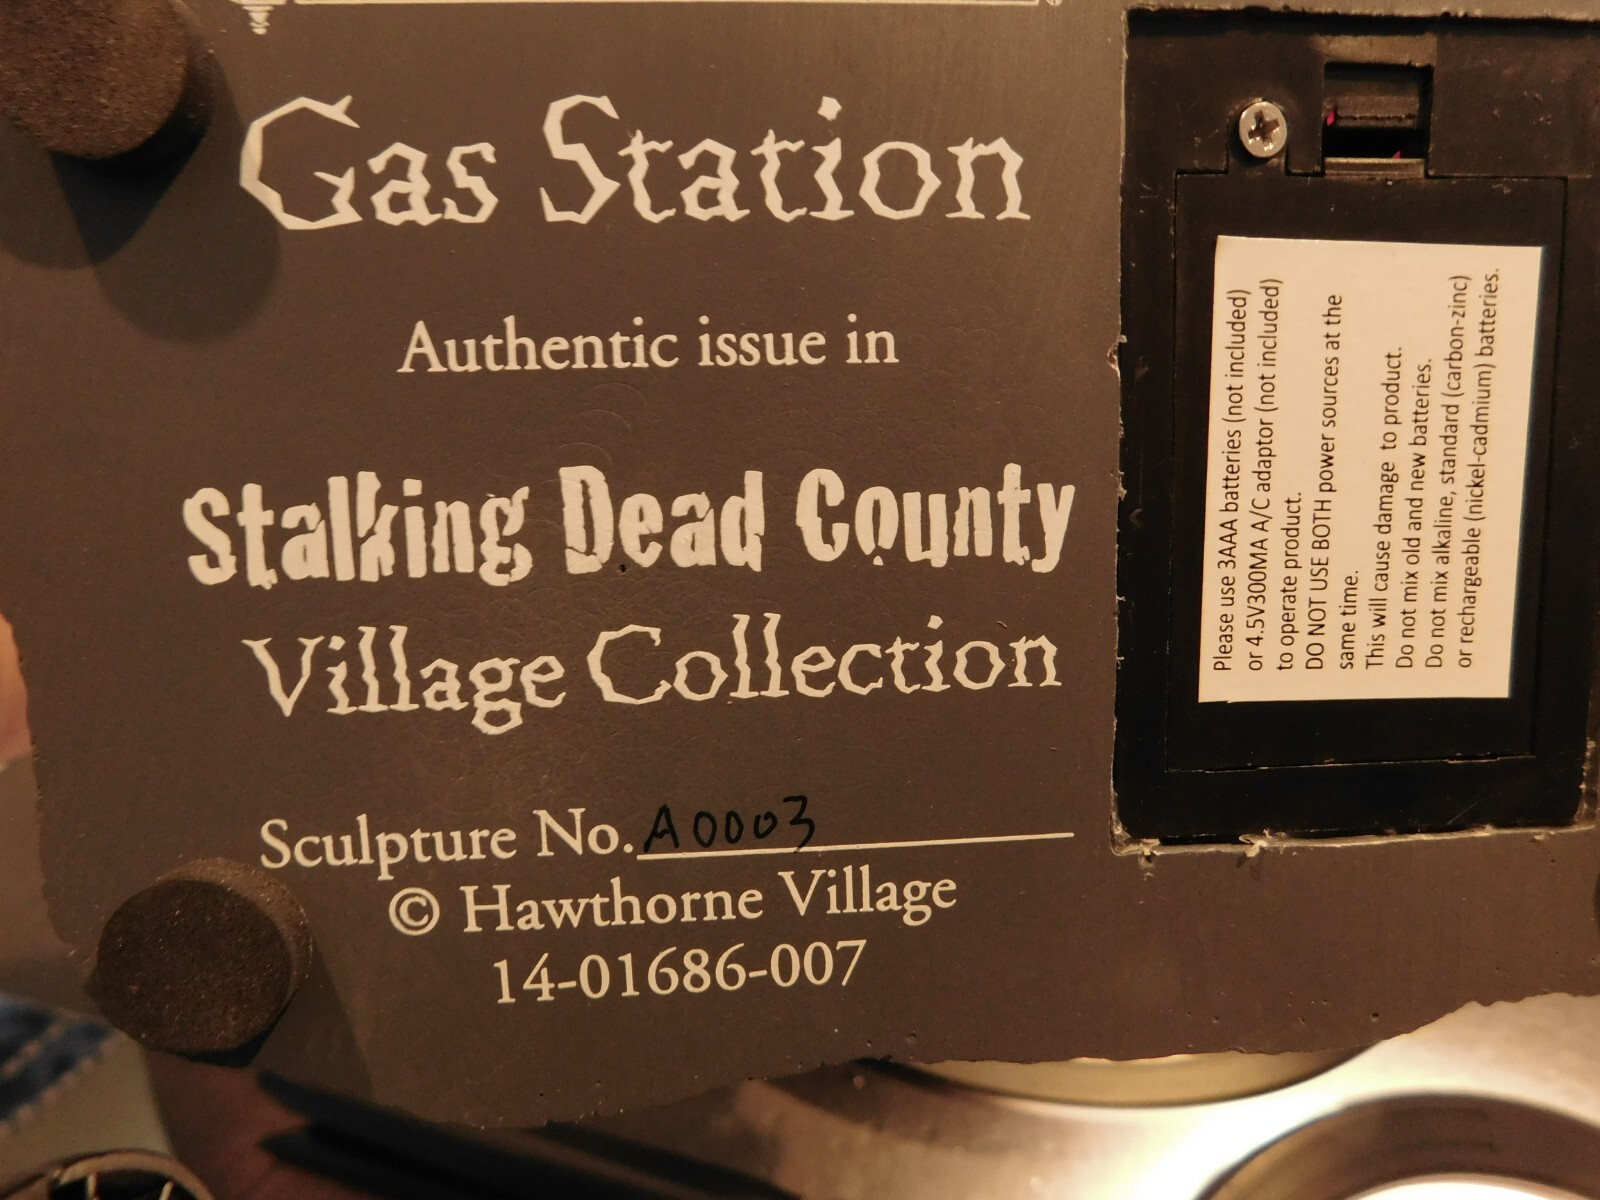 Gas Station
Authentic issue in
Stalking Dead County
Village Collection
Sculpture No. A0003
© Hawthorne Village
14-01686-007
Please use 3AAA batteries (not included)
or 4.5V300MA A/C adaptor (not included)
to operate product.
DO NOT USE BOTH power sources at the
same time.
This will cause damage to product.
Do not mix old and new batteries.
Do not mix alkaline, standard (carbon-zinc)
or rechargeable (nickel-cadmium) batteries.